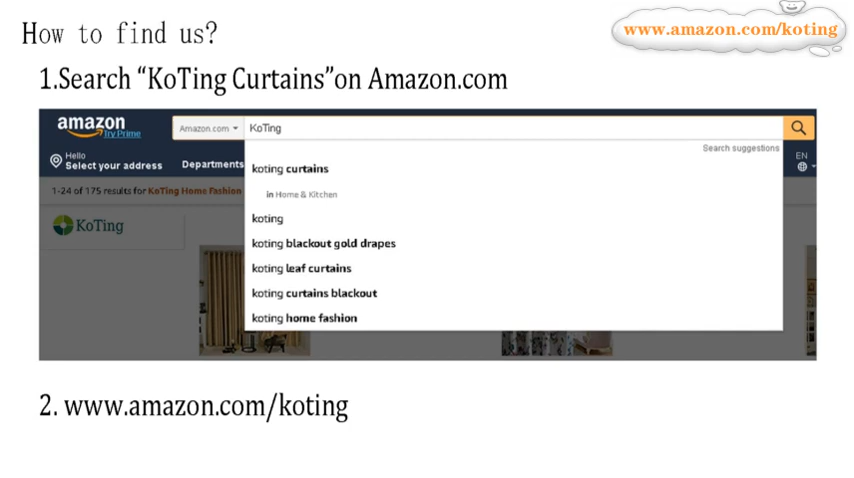 How to find us?
www.amazon.com/koting
1.Search “KoTing Curtains”on Amazon.com
amazon
Try Prime
Amazon.com
KoTing
Search suggestions
Hello
Select your address
Departments
EN
koting curtains
in Home & Kitchen
1-24 of 175 results for KoTing Home Fashion
KoTing
koting
koting blackout gold drapes
koting leaf curtains
koting curtains blackout
koting home fashion
2. www.amazon.com/koting